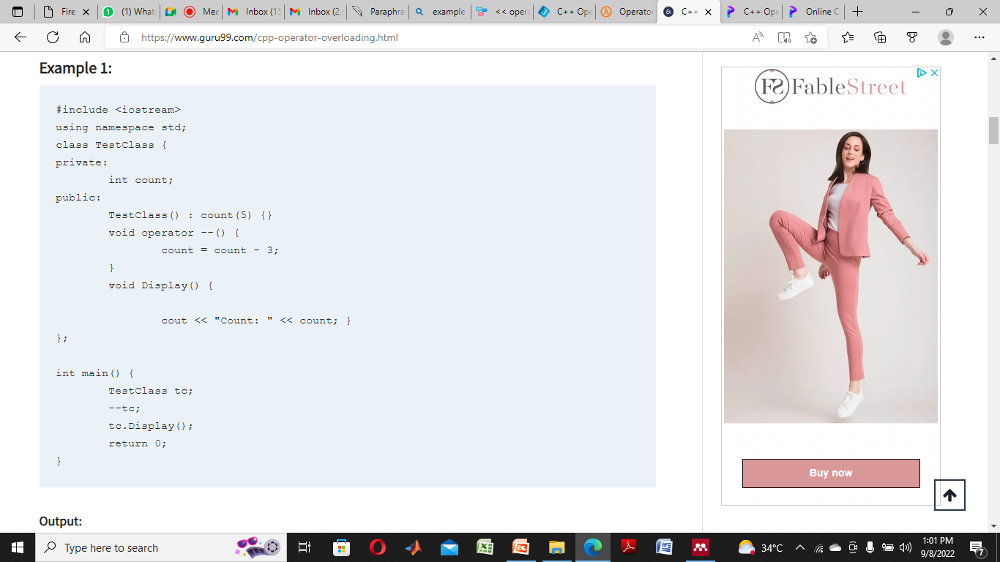 Fire
(1) What
Mee
Inbox (15
Inbox (2,
Paraphra
example
<< opera
C++ Ope
Operator
C++
C++ Ope
Online C
https://www.guru99.com/cpp-operator-overloading.html
Example 1:
#include <iostream>
using namespace std;
class TestClass {
private:
int count;
public:
TestClass() : count(5) {}
void operator --() {
count = count - 3;
}
void Display() {
cout << "Count: " << count; }
};
int main() {
TestClass tc;
--tc;
tc.Display();
return 0;
}
Output:
FS FableStreet
Buy now
Type here to search
34°C
1:01 PM
9/8/2022
7